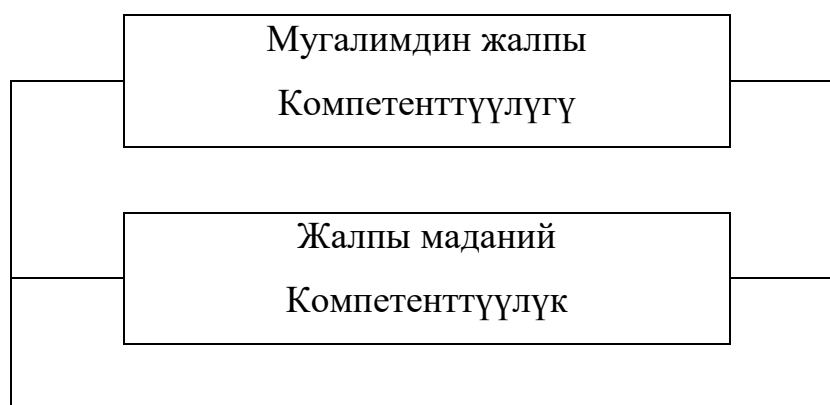 Мугалимдин жалпы
Компетенттүүлүгү
Жалпы маданий
Компетенттүүлүк